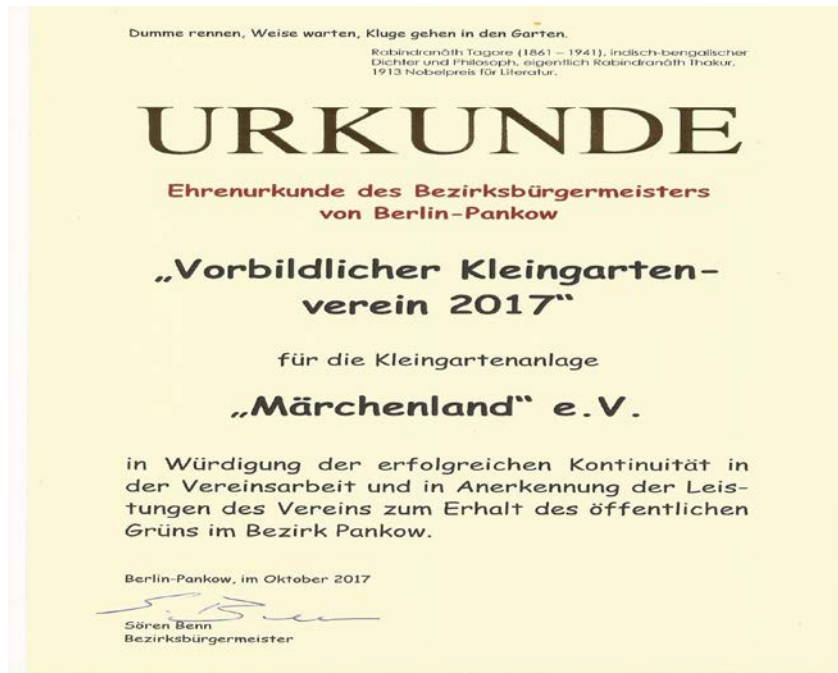 Dumme rennen, Weise warten, Kluge gehen in den Garten.
Rabindranâth Tagore (1861 – 1941), indisch-bengalischer
Dichter und Philosoph, eigentlich Rabindranâth Thakur,
1913 Nobelpreis für Literatur.
URKUNDE
Ehrenurkunde des Bezirksbürgermeisters
von Berlin-Pankow
„Vorbildlicher Kleingarten-
verein 2017“
für die Kleingartenanlage
„Märchenland“ e.V.
in Würdigung der erfolgreichen Kontinuität in
der Vereinsarbeit und in Anerkennung der Leis-
tungen des Vereins zum Erhalt des öffentlichen
Grüns im Bezirk Pankow.
Berlin-Pankow, im Oktober 2017
Sören Benn
Bezirksbürgermeister